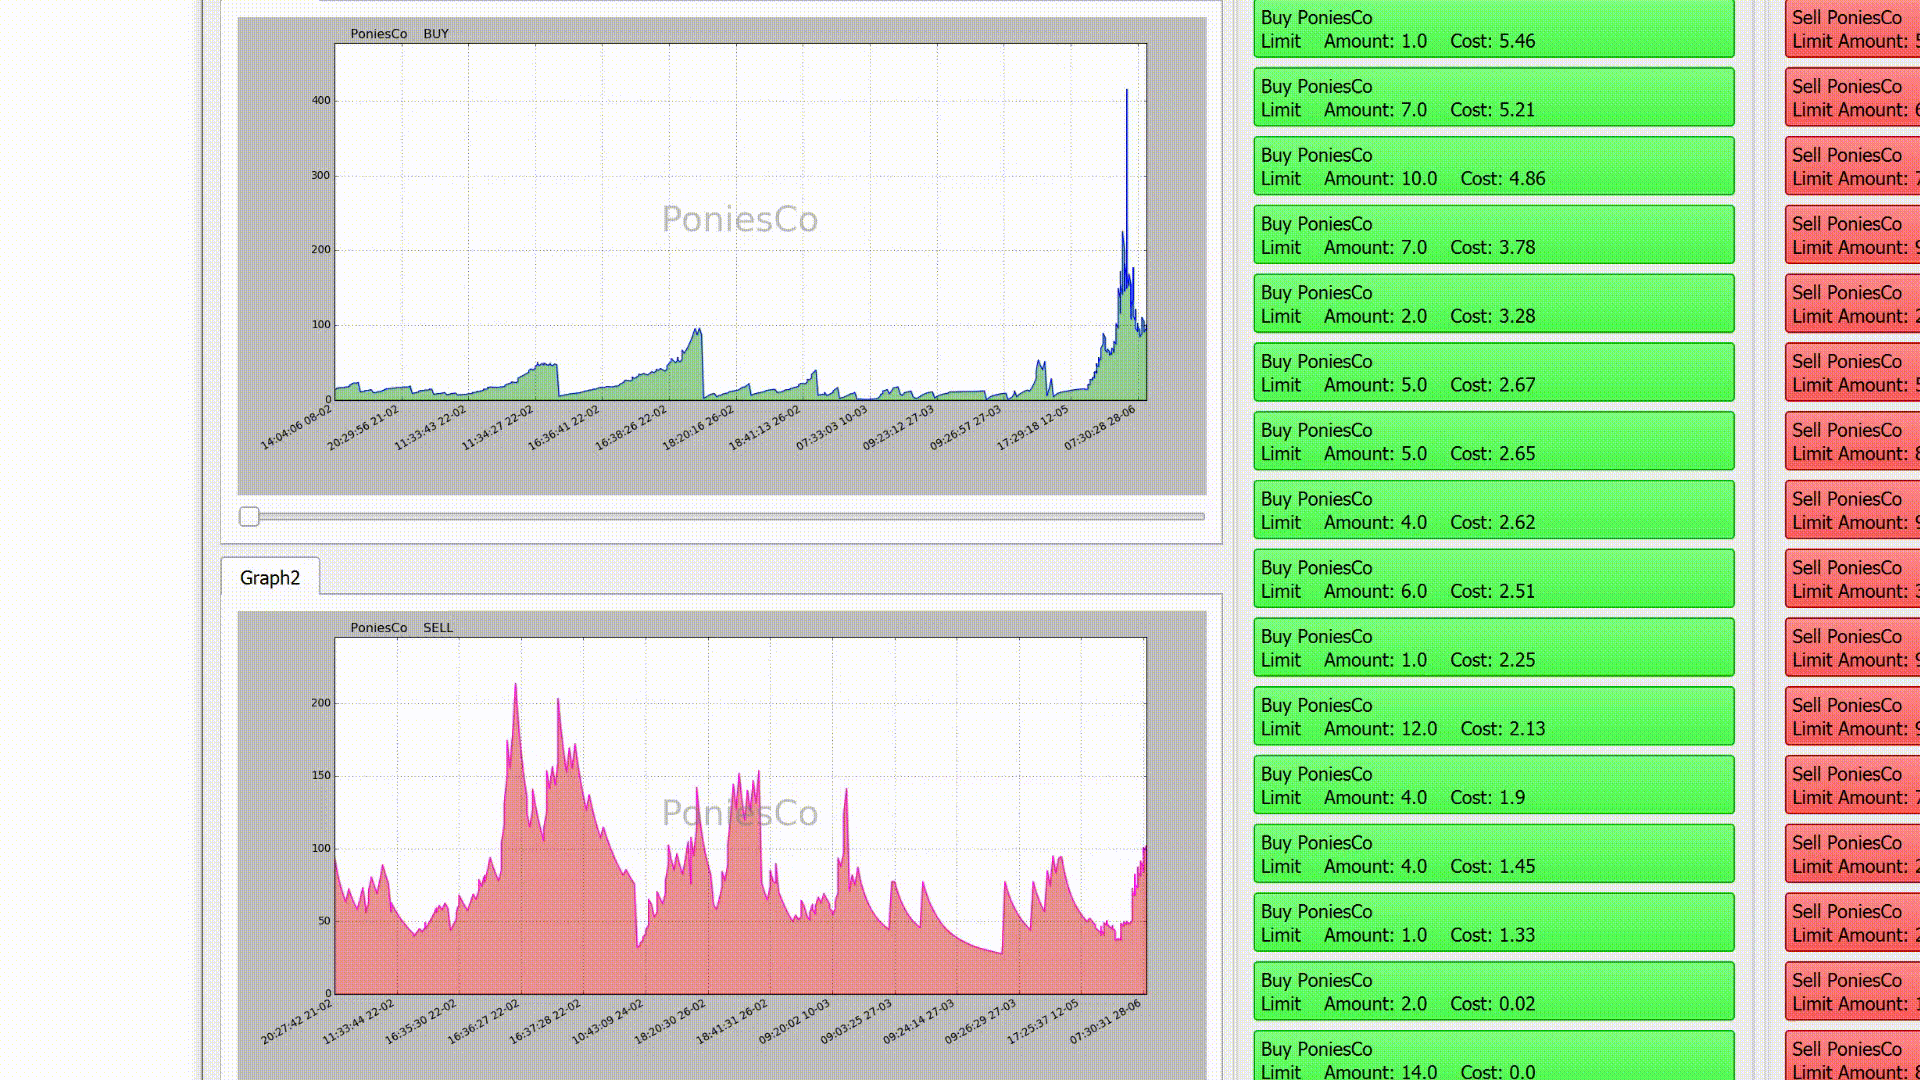 PoniesCo BUY
400
300
200
100
0
PoniesCo
14:04:06 08-02
20:29:56 21-02
11:33:43 22-02
11:34:27 22-02
16:36:41 22-02
16:38:26 22-02
18:20:16 26-02
18:41:13 26-02
07:33:03 10-03
09:23:12 27-03
09:26:57 27-03
17:29:18 12-05
07:30:28 28-06
Graph2
PoniesCo SELL
200
150
100
50
0
PoniesCo
20:27:42 21-02
11:33:44 22-02
16:35:30 22-02
16:36:27 22-02
16:37:28 22-02
10:43:09 24-02
18:20:30 26-02
18:41:31 26-02
09:20:02 10-03
09:03:25 27-03
09:24:14 27-03
09:26:29 27-03
17:25:37 12-05
07:30:31 28-06
Buy PoniesCo
Limit Amount: 1.0 Cost: 5.46
Buy PoniesCo
Limit Amount: 7.0 Cost: 5.21
Buy PoniesCo
Limit Amount: 10.0 Cost: 4.86
Buy PoniesCo
Limit Amount: 7.0 Cost: 3.78
Buy PoniesCo
Limit Amount: 2.0 Cost: 3.28
Buy PoniesCo
Limit Amount: 5.0 Cost: 2.67
Buy PoniesCo
Limit Amount: 5.0 Cost: 2.65
Buy PoniesCo
Limit Amount: 4.0 Cost: 2.62
Buy PoniesCo
Limit Amount: 6.0 Cost: 2.51
Buy PoniesCo
Limit Amount: 1.0 Cost: 2.25
Buy PoniesCo
Limit Amount: 12.0 Cost: 2.13
Buy PoniesCo
Limit Amount: 4.0 Cost: 1.9
Buy PoniesCo
Limit Amount: 4.0 Cost: 1.45
Buy PoniesCo
Limit Amount: 1.0 Cost: 1.33
Buy PoniesCo
Limit Amount: 2.0 Cost: 0.02
Buy PoniesCo
Limit Amount: 14.0 Cost: 0.0
Sell PoniesCo
Limit Amount:
Sell PoniesCo
Limit Amount:
Sell PoniesCo
Limit Amount:
Sell PoniesCo
Limit Amount:
Sell PoniesCo
Limit Amount:
Sell PoniesCo
Limit Amount:
Sell PoniesCo
Limit Amount:
Sell PoniesCo
Limit Amount:
Sell PoniesCo
Limit Amount:
Sell PoniesCo
Limit Amount:
Sell PoniesCo
Limit Amount:
Sell PoniesCo
Limit Amount:
Sell PoniesCo
Limit Amount:
Sell PoniesCo
Limit Amount:
Sell PoniesCo
Limit Amount:
Sell PoniesCo
Limit Amount: